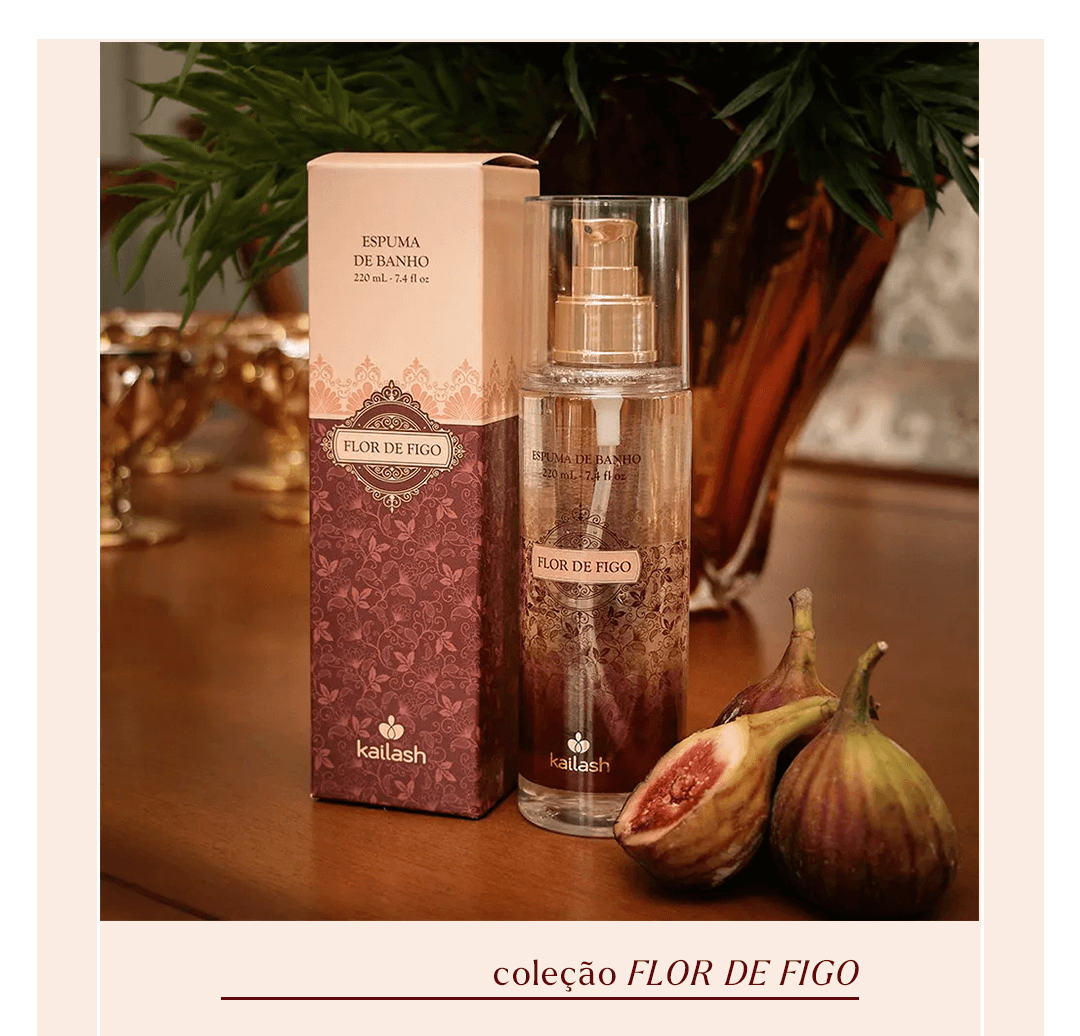 ESPUMA
DE BANHO
220 mL - 7.4 fl oz
FLOR DE FIGO
kailash
ESPUMA DE BANHO
220 mL - 7.4 fl oz
FLOR DE FIGO
kailash
coleção FLOR DE FIGO